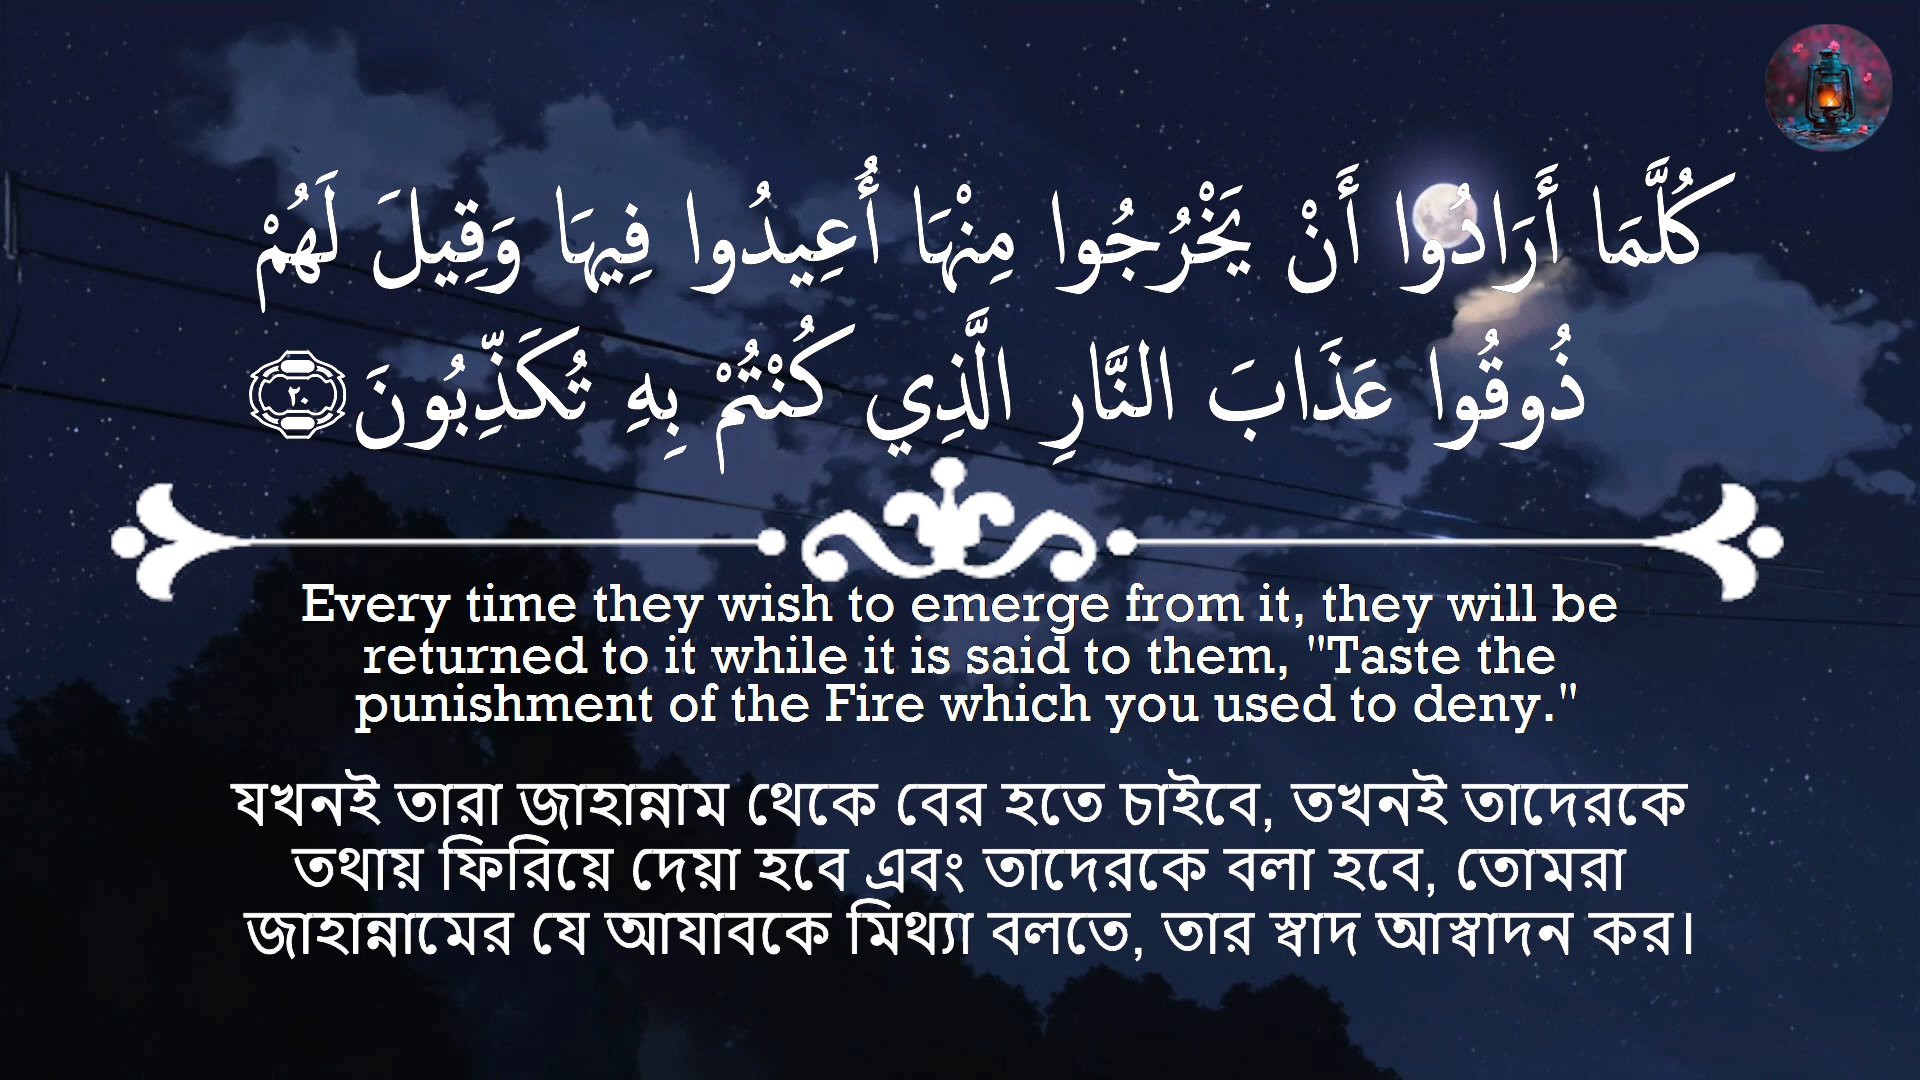 كُلَّمَا أَرَادُوا أَنْ يَخْرُجُوا مِنْهَا أُعِيدُوا فِيهَا وَقِيلَ لَهُمْ
ذُوقُوا عَذَابَ النَّارِ الَّذِي كُنْتُمْ بِهِ تُكَذِّبُونَ ٢٠
Every time they wish to emerge from it, they will be
returned to it while it is said to them, "Taste the
punishment of the Fire which you used to deny."
যখনই তারা জাহান্নাম থেকে বের হতে চাইবে, তখনই তাদেরকে
তথায় ফিরিয়ে দেয়া হবে এবং তাদেরকে বলা হবে, তোমরা
জাহান্নামের যে আযাবকে মিথ্যা বলতে, তার স্বাদ আস্বাদন কর।